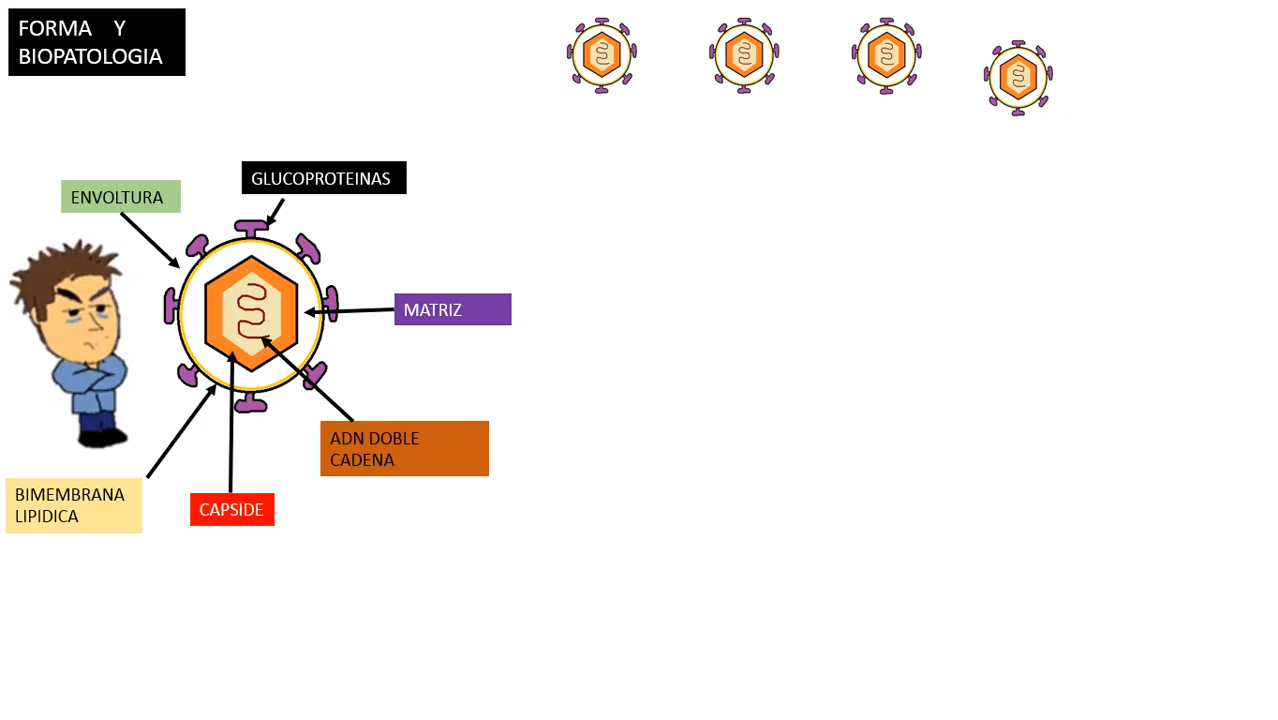 FORMA Y
BIOPATOLOGIA
GLUCOPROTEINAS
ENVOLTURA
MATRIZ
ADN DOBLE
CADENA
BIMEMBRANA
LIPIDICA
CAPSIDE